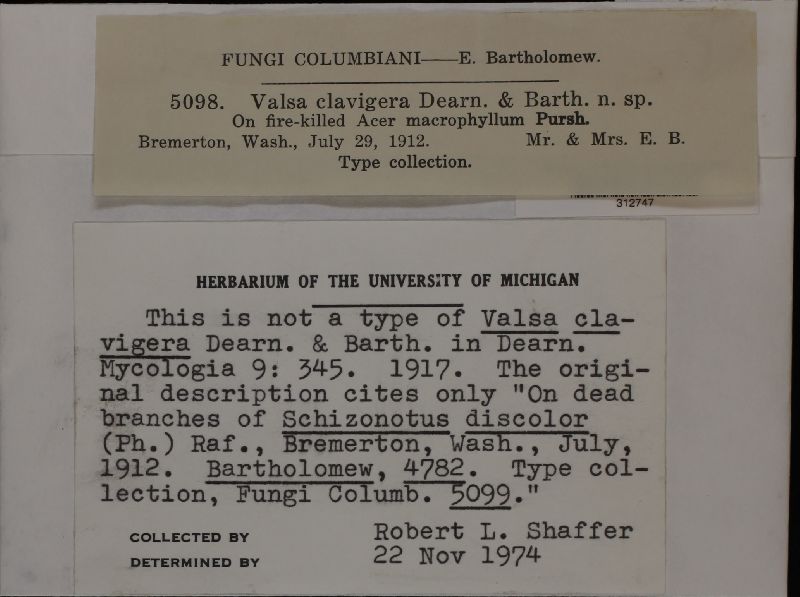 FUNGI COLUMBIANI——E. Bartholomew.
5098. Valsa clavigera Dearn. & Barth. n. sp.
On fire-killed Acer macrophyllum Pursh.
Bremerton, Wash., July 29, 1912. Mr. & Mrs. E. B.
Type collection.
312747
HERBARIUM OF THE UNIVERSITY OF MICHIGAN
This is not a type of Valsa cla-
vigera Dearn. & Barth. in Dearn.
Mycologia 9: 345. 1917. The origi-
nal description cites only "On dead
branches of Schizonotus discolor
(Ph.) Raf., Bremerton, Wash., July,
1912. Bartholomew, 4782. Type col-
lection, Fungi Columb. 5099."
COLLECTED BY Robert L. Shaffer
DETERMINED BY 22 Nov 1974